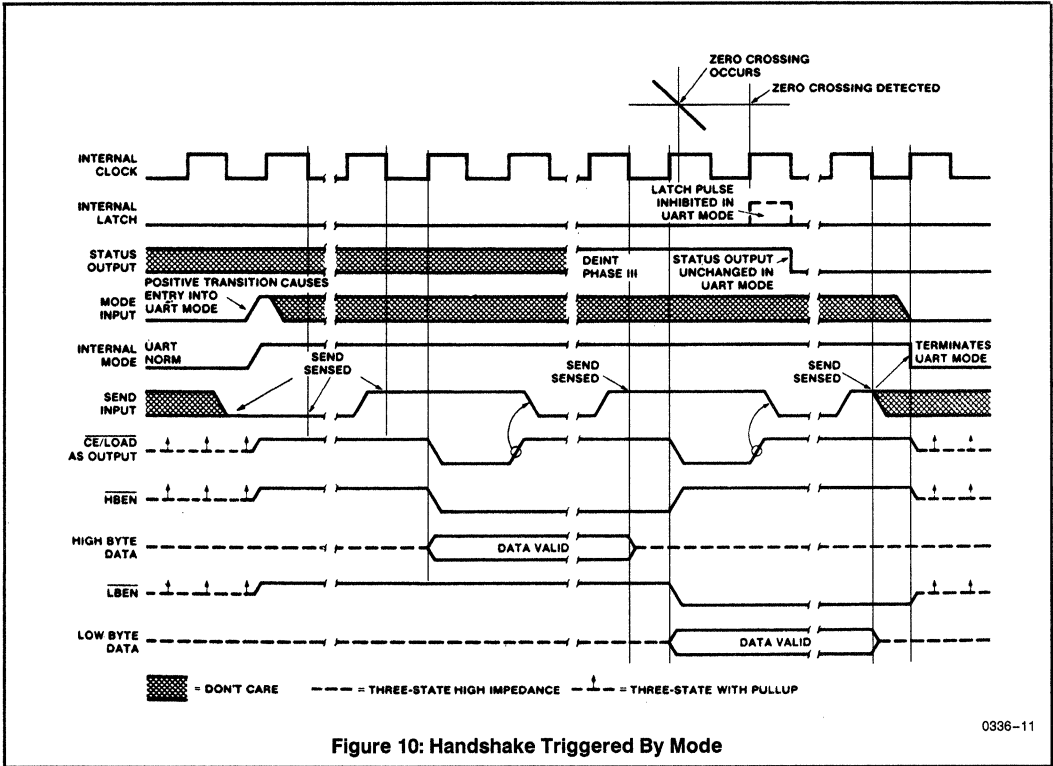 ZERO CROSSING
OCCURS
ZERO CROSSING DETECTED
INTERNAL
CLOCK
LATCH PULSE
INHIBITED IN
UART MODE
INTERNAL
LATCH
STATUS
OUTPUT
DEINT
PHASE III
STATUS OUTPUT
UNCHANGED IN
UART MODE
POSITIVE TRANSITION CAUSES
ENTRY INTO
UART MODE
MODE
INPUT
INTERNAL
MODE
UART
NORM
TERMINATES
UART MODE
SEND
SENSED
SEND
SENSED
SEND
SENSED
SEND
INPUT
CE/LOAD
AS OUTPUT
HBEN
HIGH BYTE
DATA
DATA VALID
LBEN
LOW BYTE
DATA
DATA VALID
= DON'T CARE
= THREE-STATE HIGH IMPEDANCE
= THREE-STATE WITH PULLUP
0336-11
Figure 10: Handshake Triggered By Mode